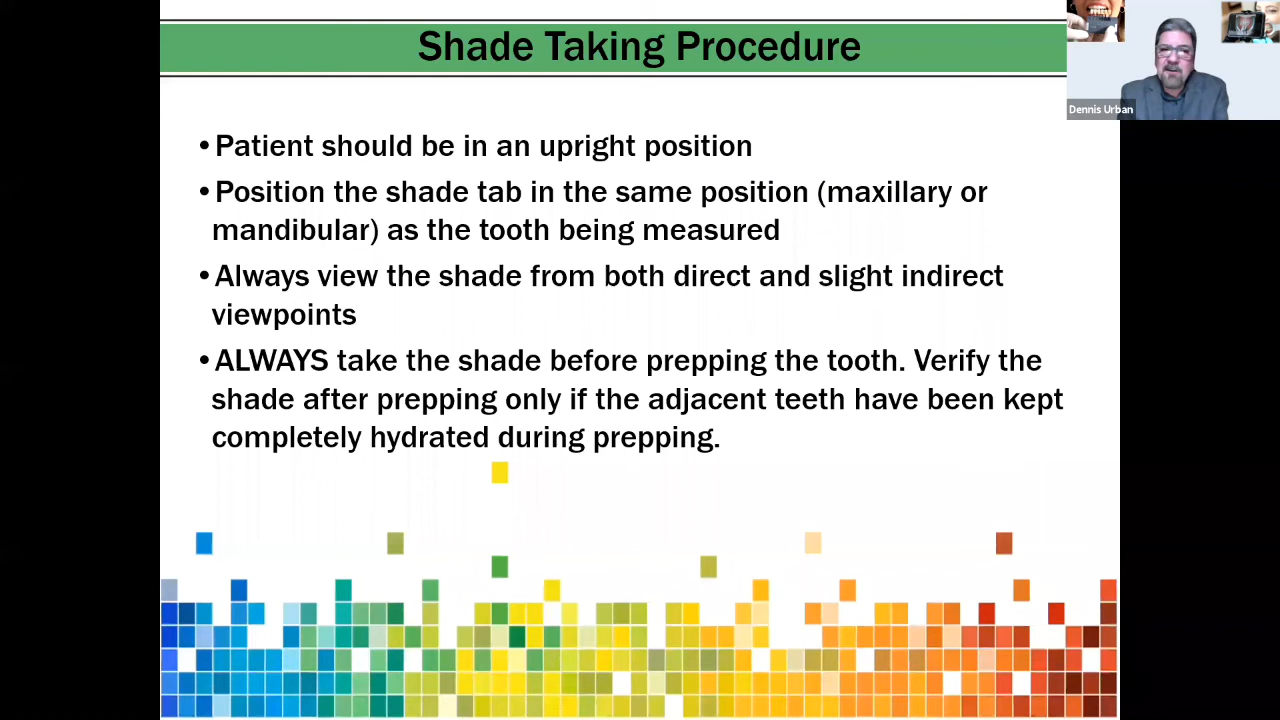 Shade Taking Procedure
Dennis Urban
•Patient should be in an upright position
•Position the shade tab in the same position (maxillary or
mandibular) as the tooth being measured
•Always view the shade from both direct and slight indirect
viewpoints
•ALWAYS take the shade before prepping the tooth. Verify the
shade after prepping only if the adjacent teeth have been kept
completely hydrated during prepping.